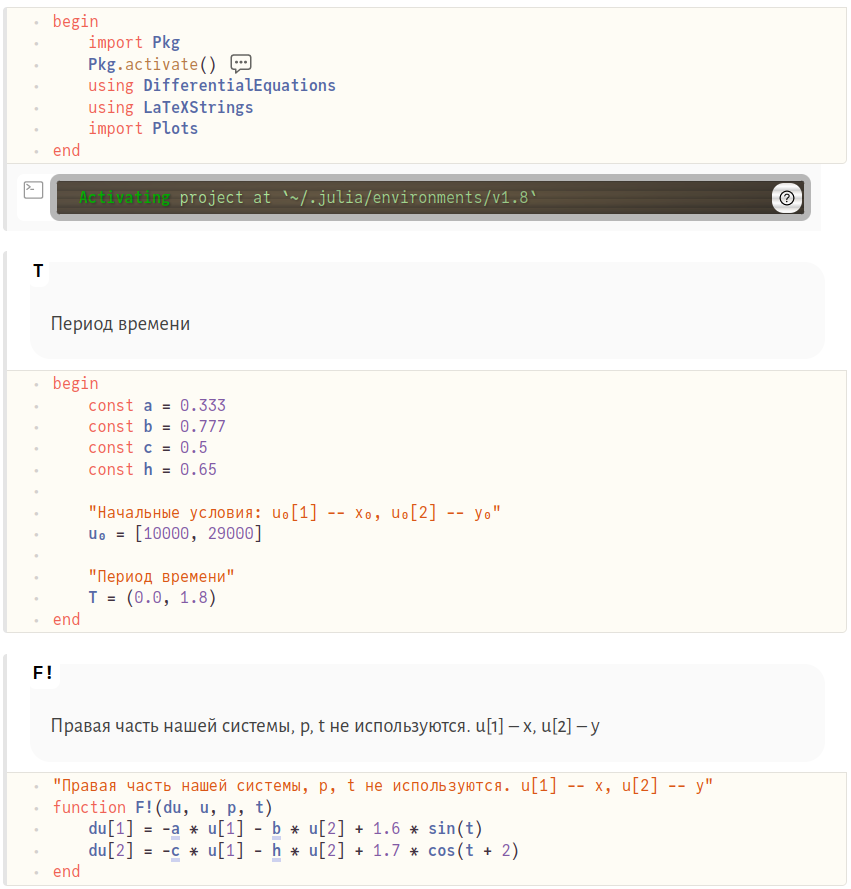 begin
    import Pkg
    Pkg.activate()
    using DifferentialEquations
    using LaTeXStrings
    import Plots
end
Activating project at `~/.julia/environments/v1.8`
T
Период времени
begin
    const a = 0.333
    const b = 0.777
    const c = 0.5
    const h = 0.65
    "Начальные условия: u₀[1] -- x₀, u₀[2] -- y₀"
    u₀ = [10000, 29000]
    "Период времени"
    T = (0.0, 1.8)
end
F!
Правая часть нашей системы, p, t не используются. u[1] – x, u[2] – y
"Правая часть нашей системы, p, t не используются. u[1] -- x, u[2] -- y"
function F!(du, u, p, t)
    du[1] = -a * u[1] - b * u[2] + 1.6 * sin(t)
    du[2] = -c * u[1] - h * u[2] + 1.7 * cos(t + 2)
end